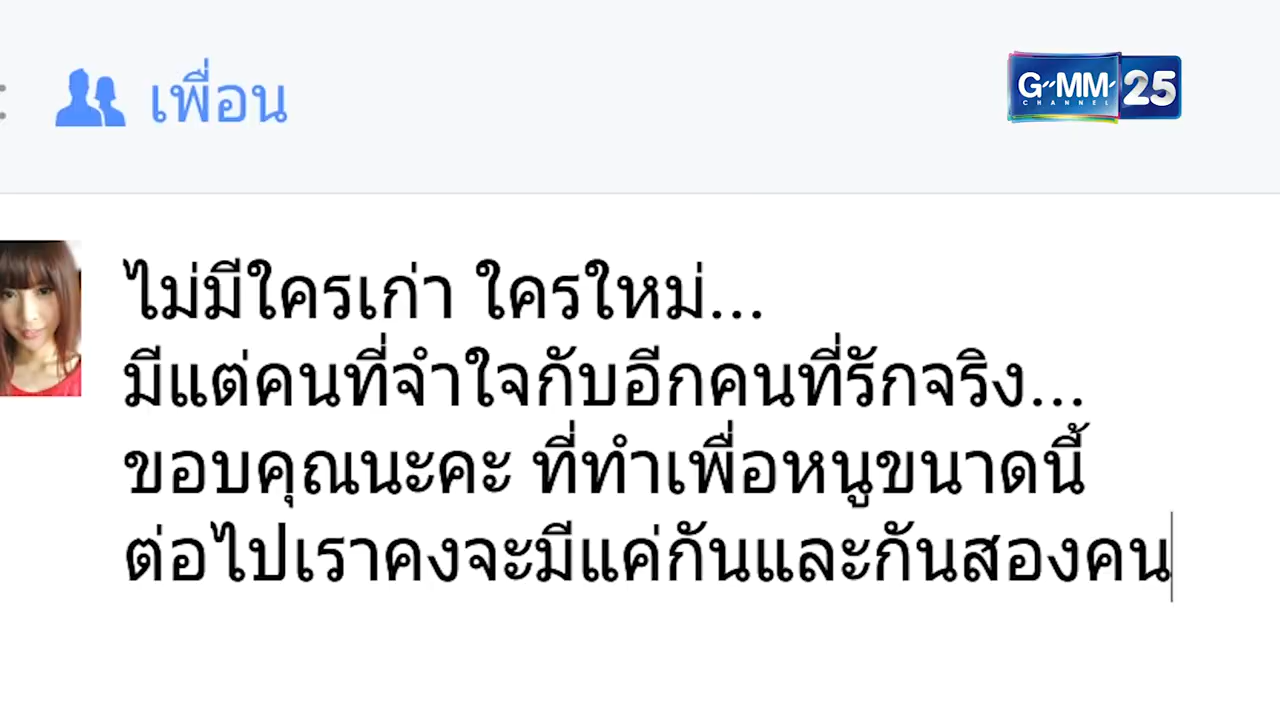 : เพื่อน
GMM 25
CHANNEL
ไม่มีใครเก่า ใครใหม่...
มีแต่คนที่จำใจกับอีกคนที่รักจริง...
ขอบคุณนะคะ ที่ทำเพื่อหนูขนาดนี้
ต่อไปเราคงจะมีแค่กันและกันสองคน